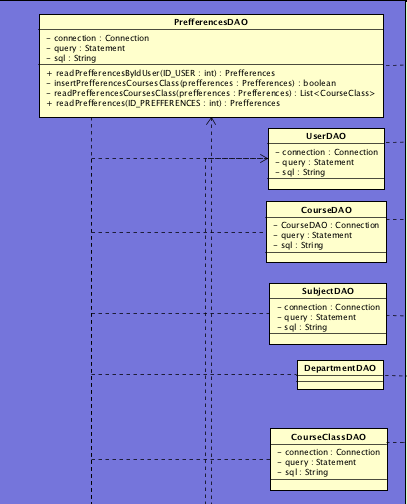 PrefferencesDAO
- connection : Connection
- query : Statement
- sql : String
+ readPrefferencesByIdUser(ID_USER : int) : Prefferences
- insertPrefferencesCoursesClass(prefferences : Prefferences) : boolean
- readPrefferencesCoursesClass(prefferences : Prefferences) : List<CourseClass>
+ readPrefferences(ID_PREFFERENCES : int) : Prefferences
UserDAO
- connection : Connection
- query : Statement
- sql : String
CourseDAO
- CourseDAO : Connection
- query : Statement
- sql : String
SubjectDAO
- connection : Connection
- query : Statement
- sql : String
DepartmentDAO
CourseClassDAO
- connection : Connection
- query : Statement
- sql : String